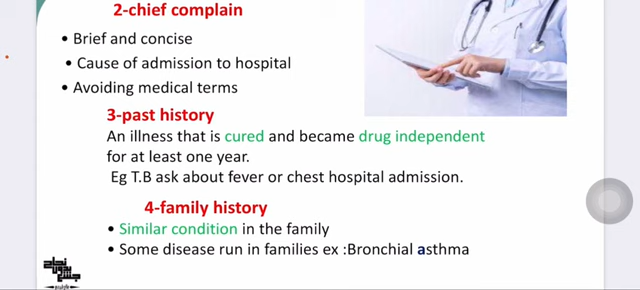 2-chief complain
• Brief and concise
• Cause of admission to hospital
• Avoiding medical terms
3-past history
An illness that is cured and became drug independent
for at least one year.
Eg T.B ask about fever or chest hospital admission.
4-family history
• Similar condition in the family
• Some disease run in families ex :Bronchial asthma